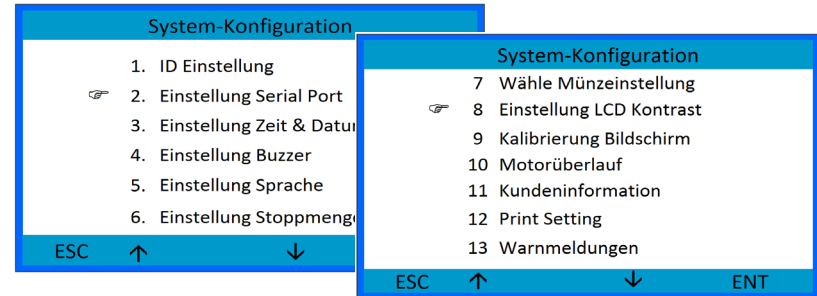 System-Konfiguration
1. ID Einstellung
2. Einstellung Serial Port
3. Einstellung Zeit &
4. Einstellung Buzzer
5. Einstellung Sprache
6. Einstellung
ESC ↑ ↓
System-Konfiguration
7 Wähle Münzeinstellung
8 Einstellung LCD Kontrast
9 Kalibrierung Bildschirm
10 Motorüberlauf
11 Kundeninformation
12 Print Setting
13 Warnmeldungen
ESC ↑ ↓ ENT